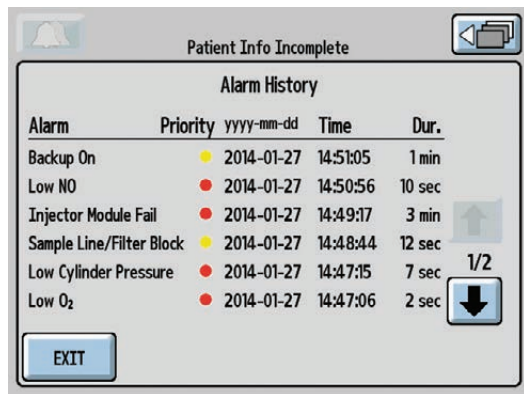 Patient Info Incomplete
Alarm History
Alarm Priority yyyy-mm-dd Time Dur.
Backup On 2014-01-27 14:51:05 1 min
Low NO 2014-01-27 14:50:56 10 sec
Injector Module Fail 2014-01-27 14:49:17 3 min
Sample Line/Filter Block 2014-01-27 14:48:44 12 sec
Low Cylinder Pressure 2014-01-27 14:47:15 7 sec
1/2
Low O₂ 2014-01-27 14:47:06 2 sec
EXIT